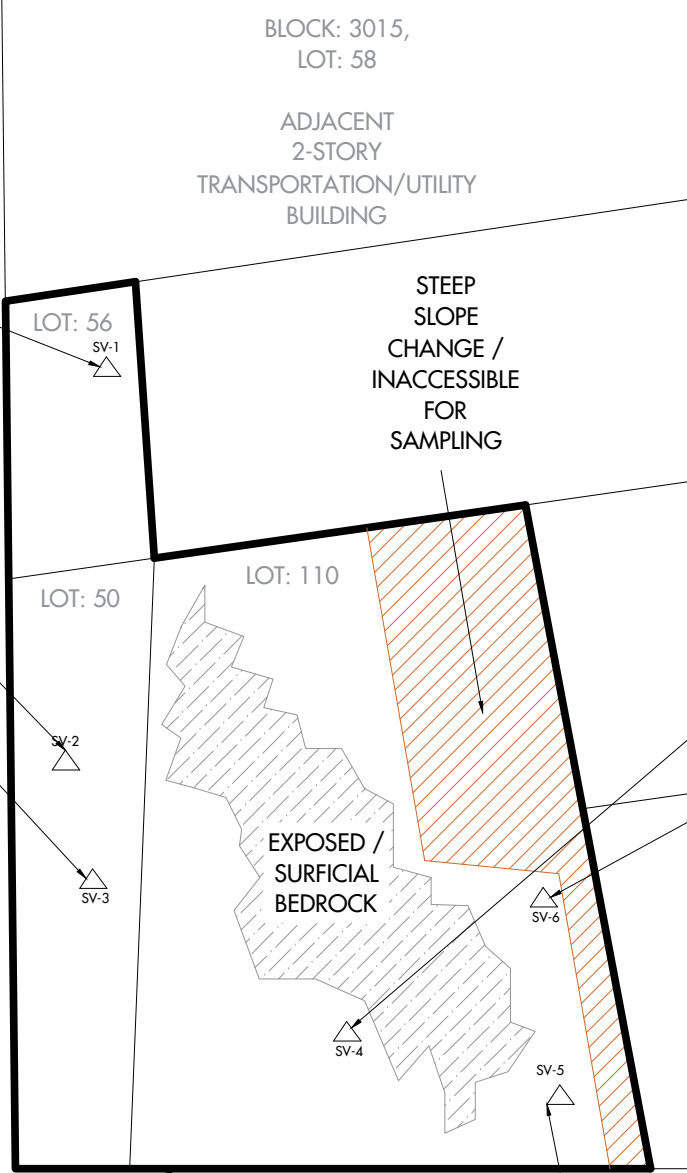 BLOCK: 3015,
LOT: 58
ADJACENT
2-STORY
TRANSPORTATION/UTILITY
BUILDING
STEEP
SLOPE
CHANGE /
INACCESSIBLE
FOR
SAMPLING
LOT: 56
SV-1
LOT: 110
LOT: 50
SV-2
EXPOSED /
SURFICIAL
BEDROCK
SV-3
SV-6
SV-4
SV-5